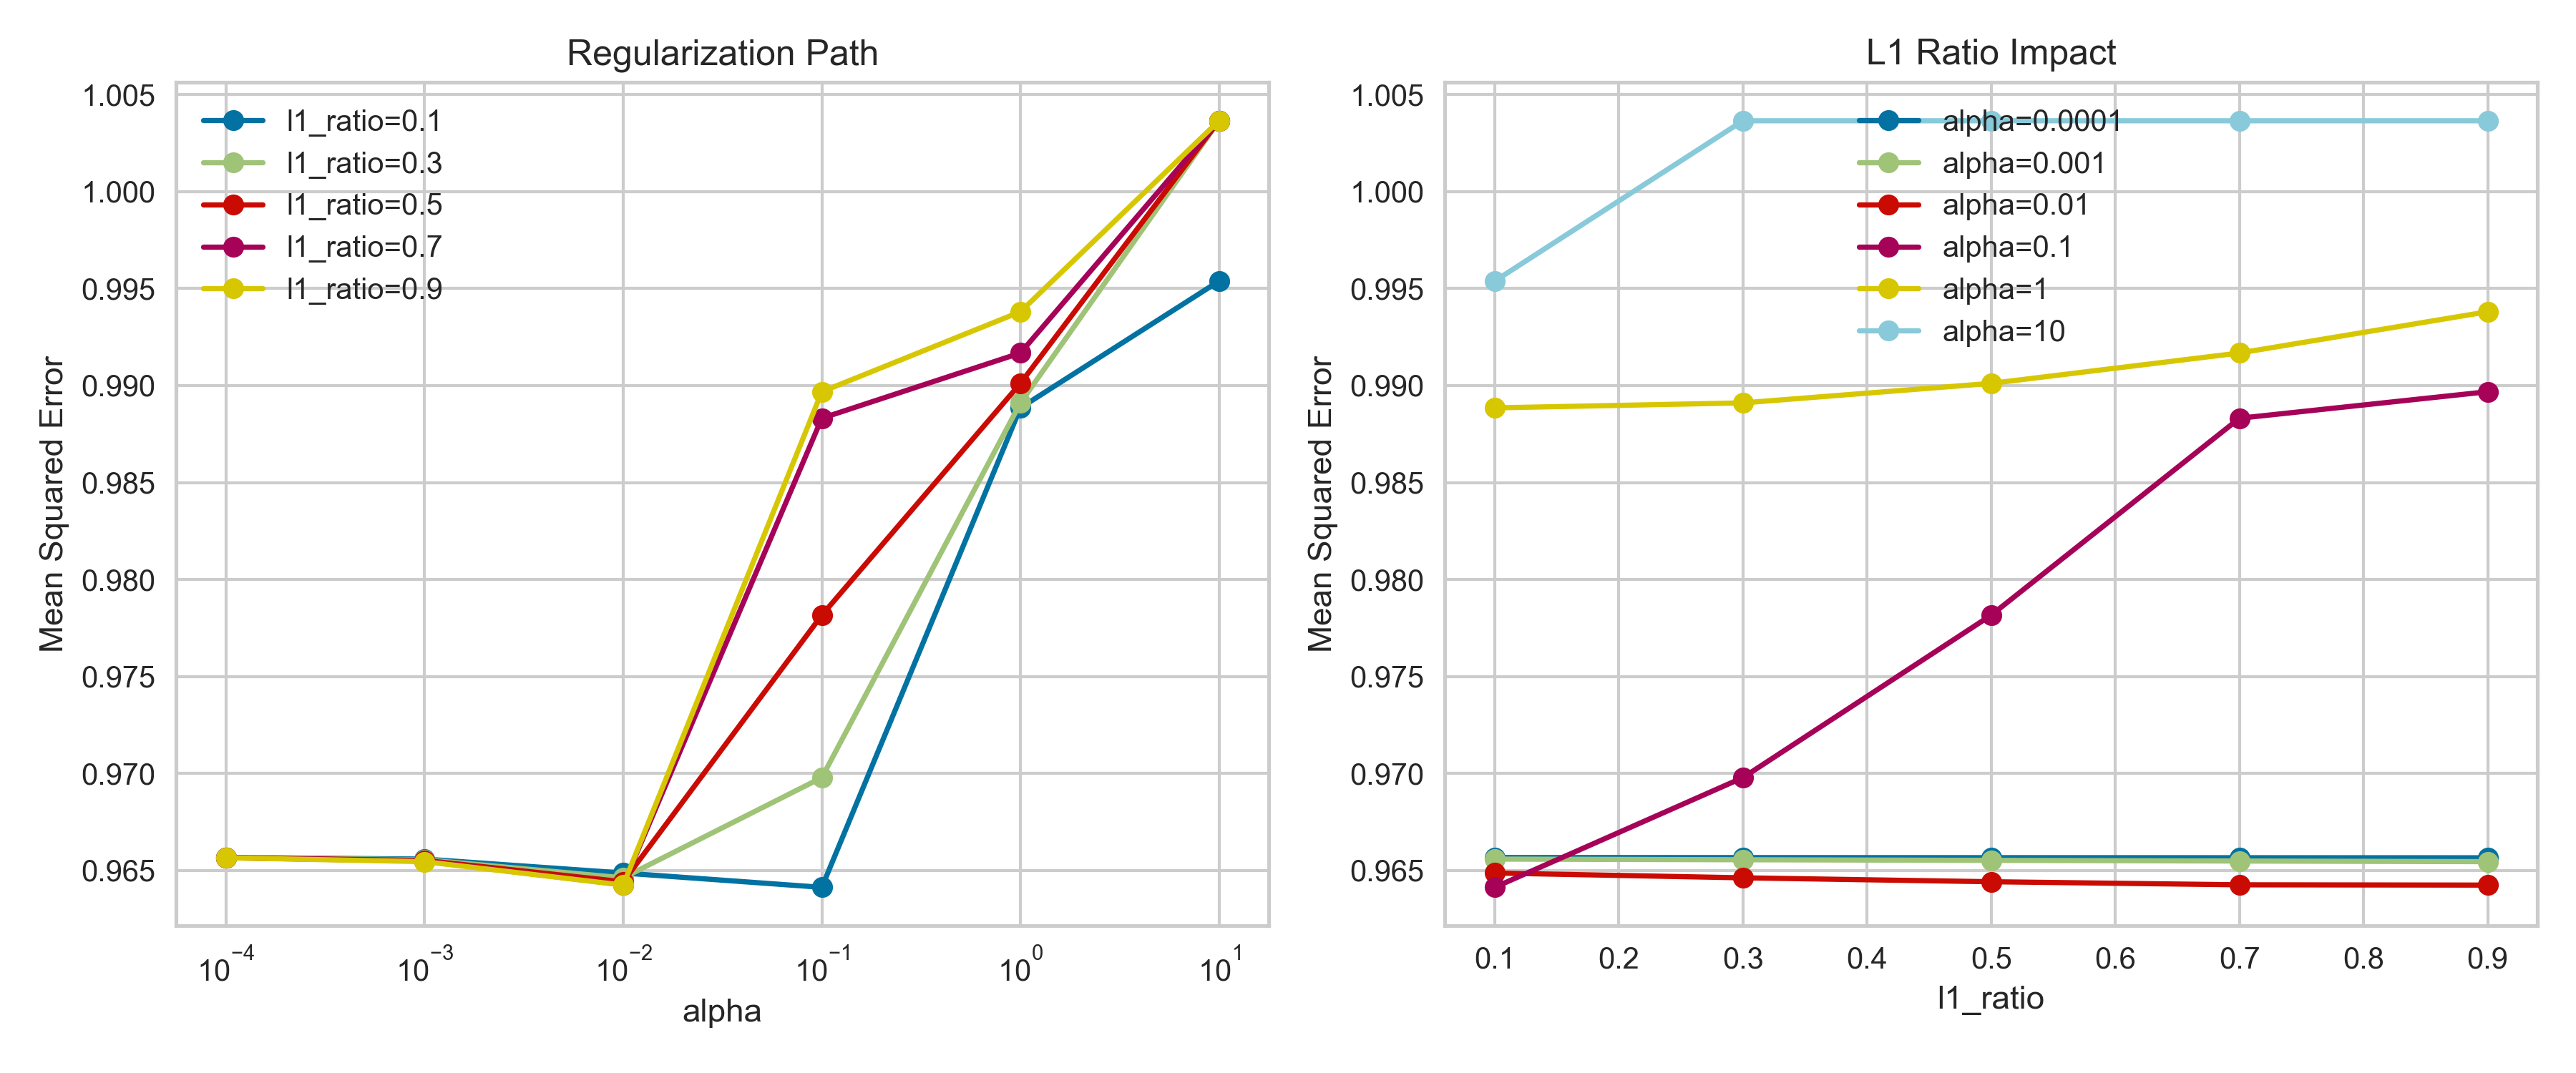 Regularization Path
1.005
1.000
0.995
0.990
0.985
0.980
0.975
0.970
0.965
Mean Squared Error
l1_ratio=0.1
l1_ratio=0.3
l1_ratio=0.5
l1_ratio=0.7
l1_ratio=0.9
10⁻⁴ 10⁻³ 10⁻² 10⁻¹ 10⁰ 10¹
alpha
L1 Ratio Impact
1.005
1.000
0.995
0.990
0.985
0.980
0.975
0.970
0.965
Mean Squared Error
alpha=0.0001
alpha=0.001
alpha=0.01
alpha=0.1
alpha=1
alpha=10
0.1 0.2 0.3 0.4 0.5 0.6 0.7 0.8 0.9
l1_ratio